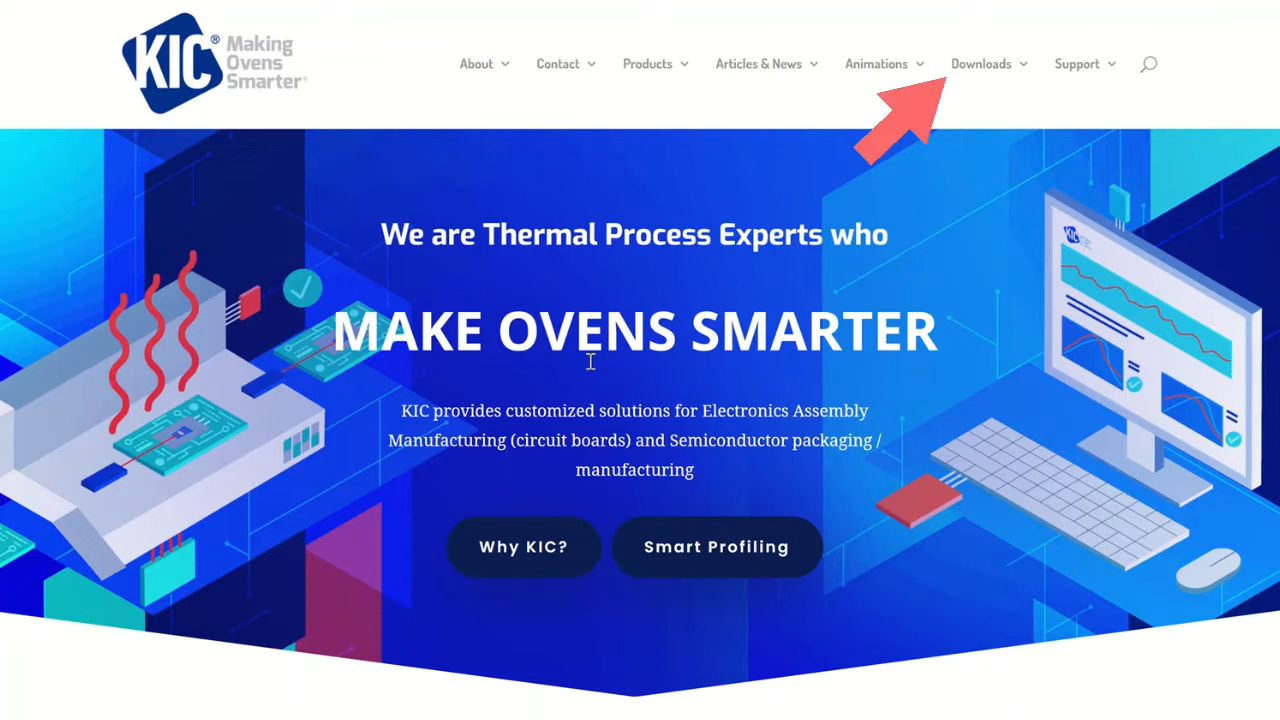 KIC® Making
Ovens
Smarter®
About Contact Products Articles & News Animations Downloads Support
We are Thermal Process Experts who
MAKE OVENS SMARTER
KIC provides customized solutions for Electronics Assembly
Manufacturing (circuit boards) and Semiconductor packaging /
manufacturing
Why KIC? Smart Profiling
KIC